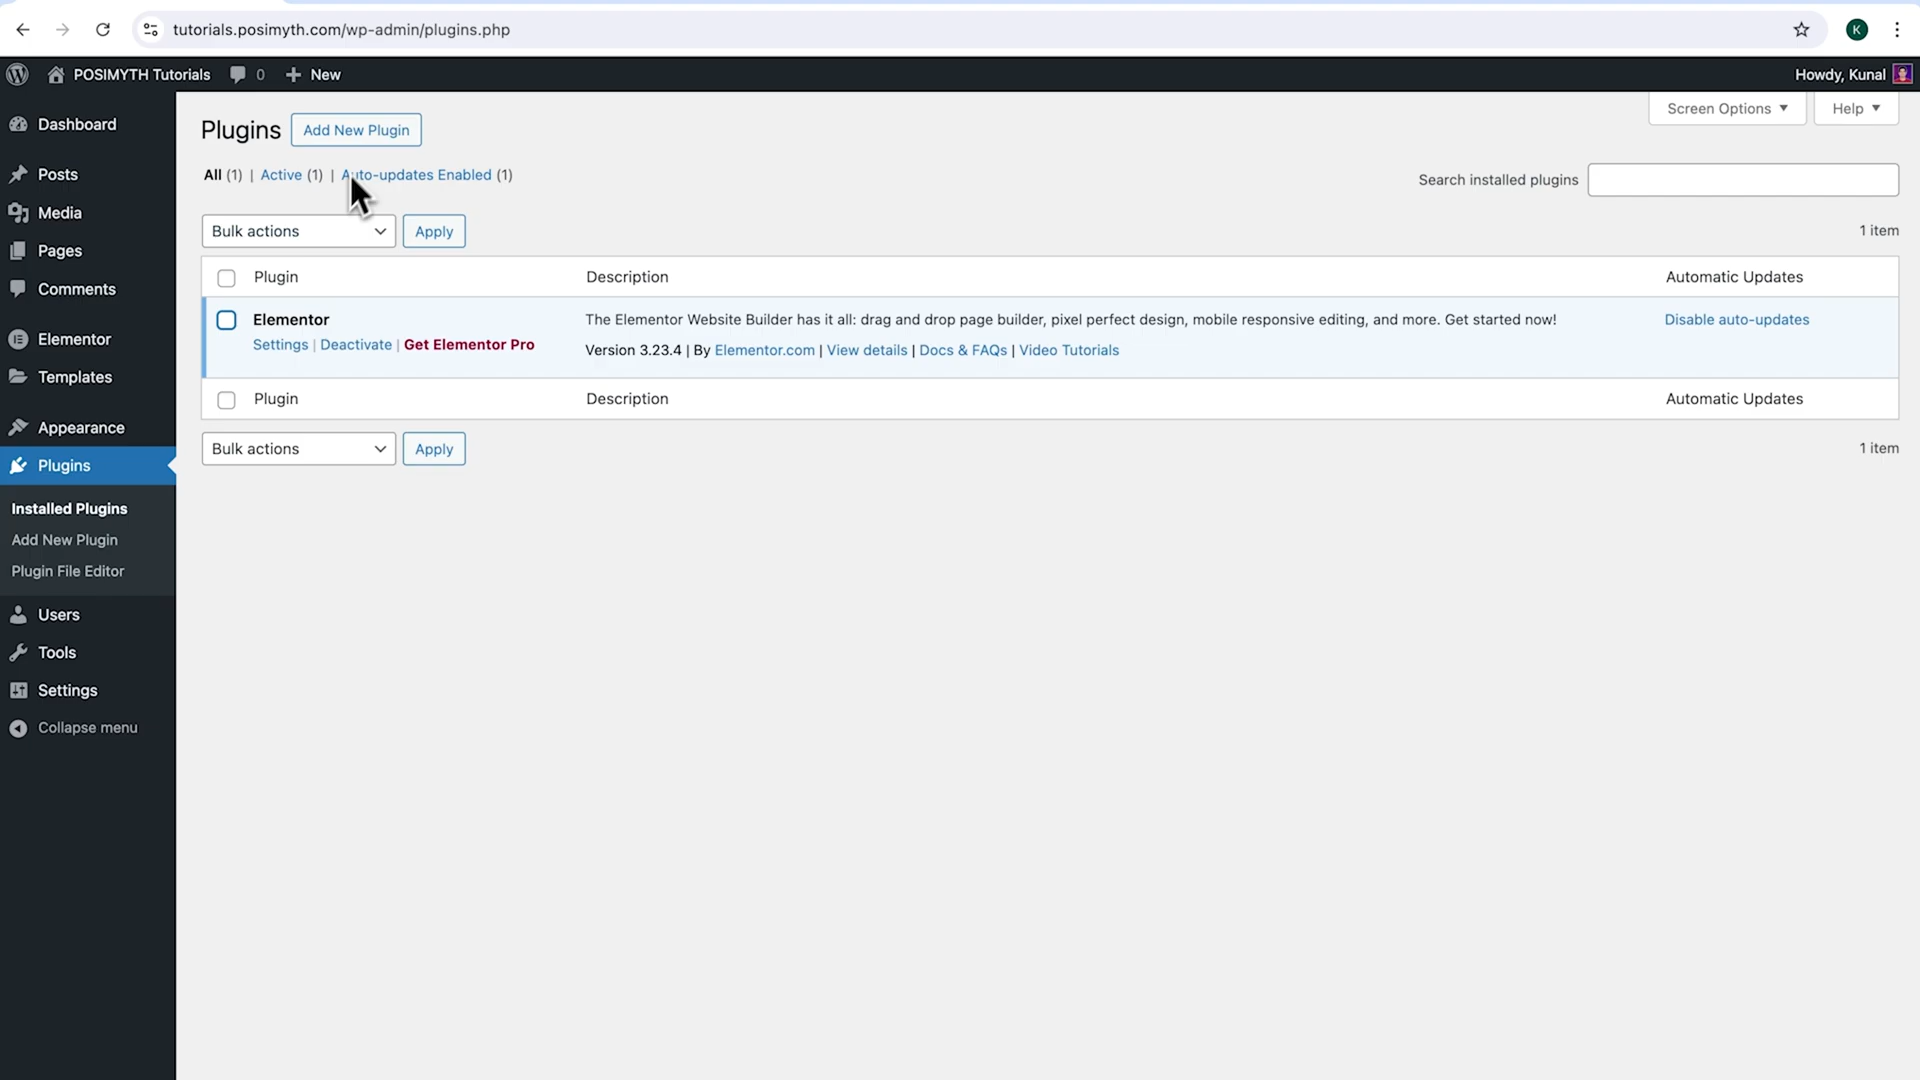 tutorials.posimyth.com/wp-admin/plugins.php
K
POSIMYTH Tutorials 0 New
Howdy, Kunal
Dashboard
Posts
Media
Pages
Comments
Elementor
Templates
Appearance
Plugins
Installed Plugins
Add New Plugin
Plugin File Editor
Users
Tools
Settings
Collapse menu
Screen Options
Help
Plugins Add New Plugin
All (1) | Active (1) | Auto-updates Enabled (1)
Search installed plugins
Bulk actions Apply
1 item
Plugin Description Automatic Updates
Elementor
Settings | Deactivate | Get Elementor Pro
The Elementor Website Builder has it all: drag and drop page builder, pixel perfect design, mobile responsive editing, and more. Get started now!
Version 3.23.4 | By Elementor.com | View details | Docs & FAQs | Video Tutorials
Disable auto-updates
Plugin Description Automatic Updates
Bulk actions Apply
1 item